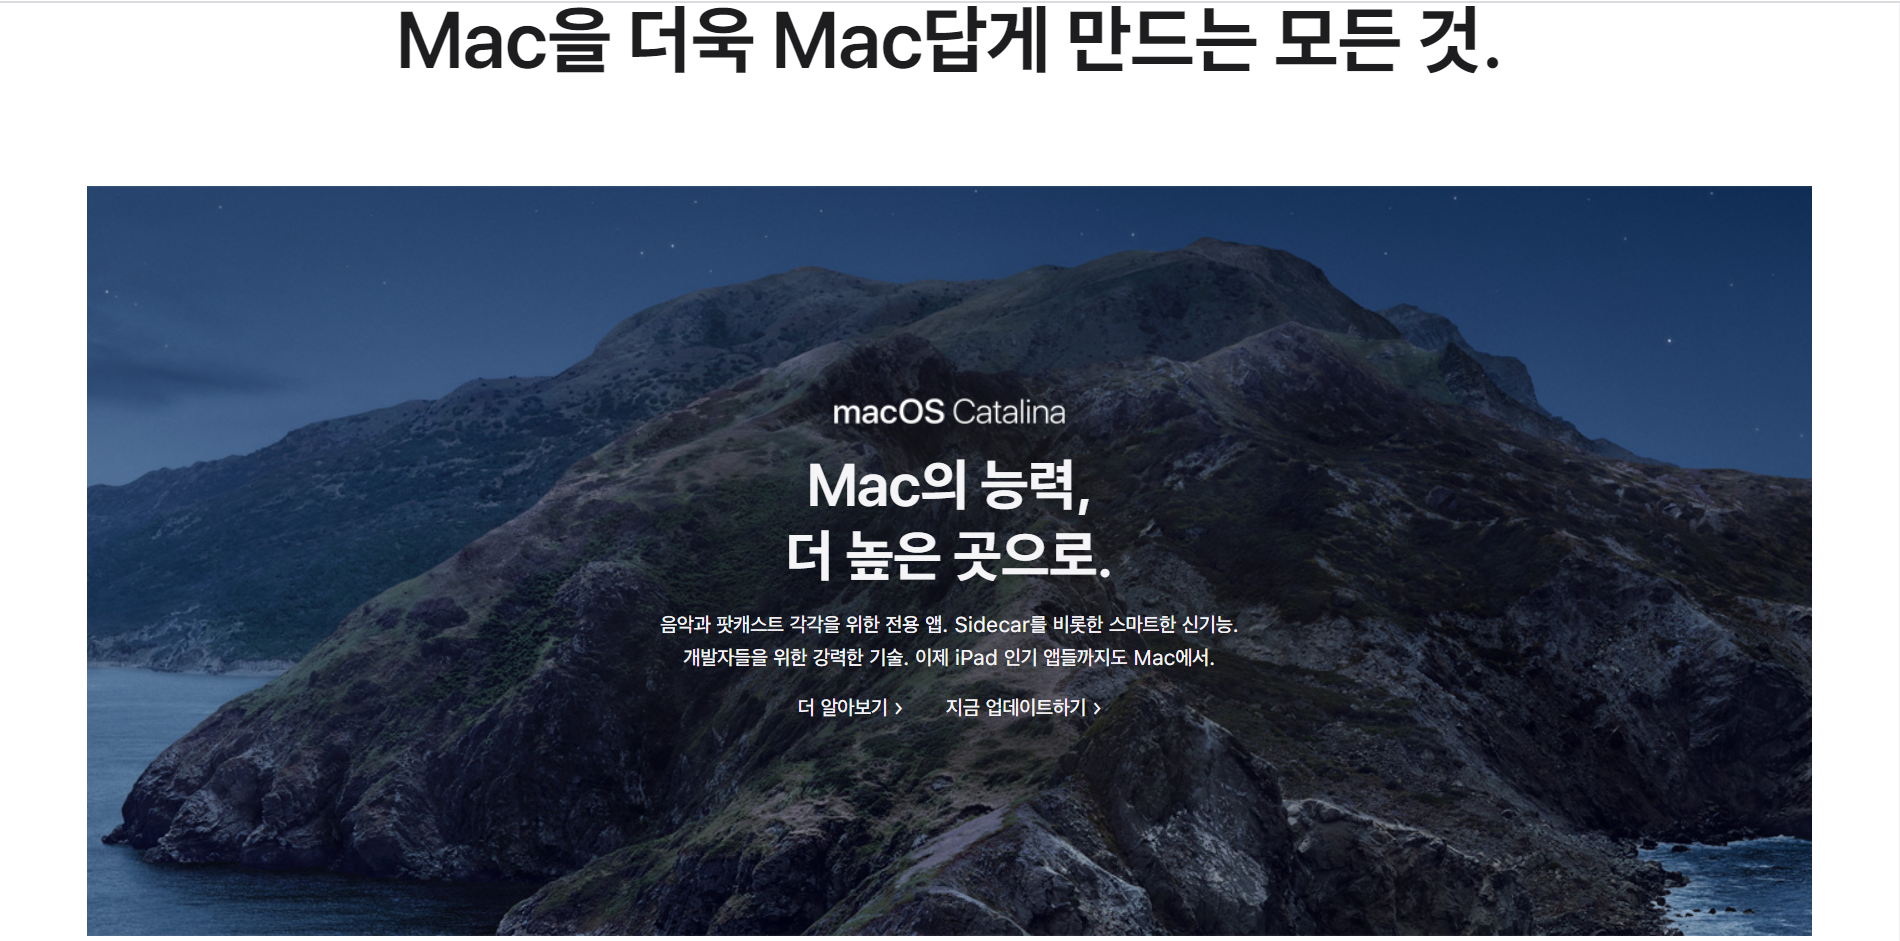 Mac을 더욱 Mac답게 만드는 모든 것.
macOS Catalina
Mac의 능력,
더 높은 곳으로.
음악과 팟캐스트 각각을 위한 전용 앱. Sidecar를 비롯한 스마트한 신기능.
개발자들을 위한 강력한 기술. 이제 iPad 인기 앱들까지도 Mac에서.
더 알아보기 > 지금 업데이트하기 >